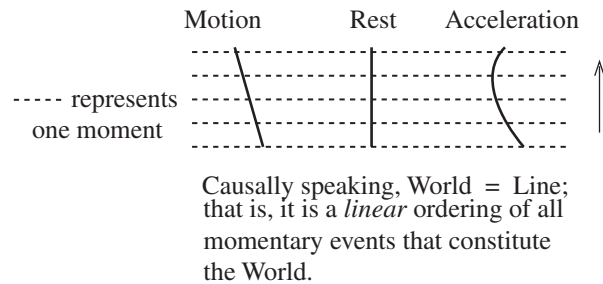 Motion Rest Acceleration
represents
one moment
Causally speaking, World = Line;
that is, it is a linear ordering of all
momentary events that constitute
the World.